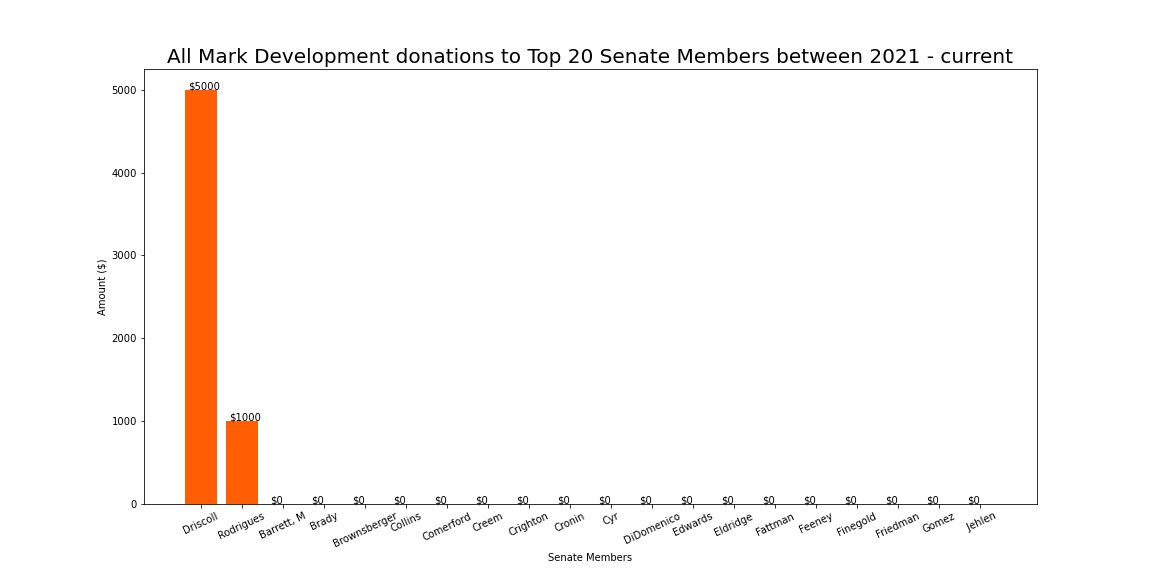 All Mark Development donations to Top 20 Senate Members between 2021 - current
Amount ($)
5000
4000
3000
2000
1000
0
$5000
$1000
$0 $0 $0 $0 $0 $0 $0 $0 $0 $0 $0 $0 $0 $0 $0 $0 $0 $0
Driscoll Rodrigues Barrett, M Brady Brownsberger Collins Comerford Creem Crighton Cronin Cyr DiDomenico Edwards Eldridge Fattman Feeney Finegold Friedman Gomez Jehlen
Senate Members